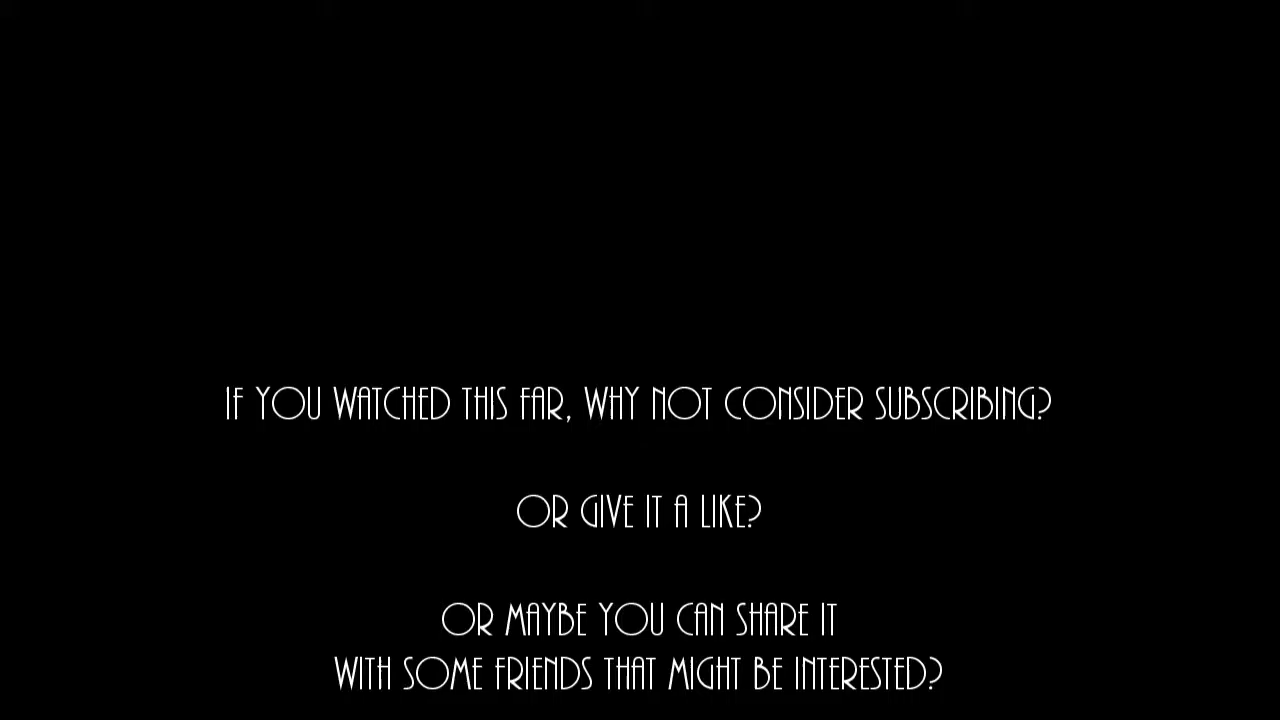 IF YOU WATCHED THIS FAR, WHY NOT CONSIDER SUBSCRIBING?
OR GIVE IT A LIKE?
OR MAYBE YOU CAN SHARE IT
WITH SOME FRIENDS THAT MIGHT BE INTERESTED?